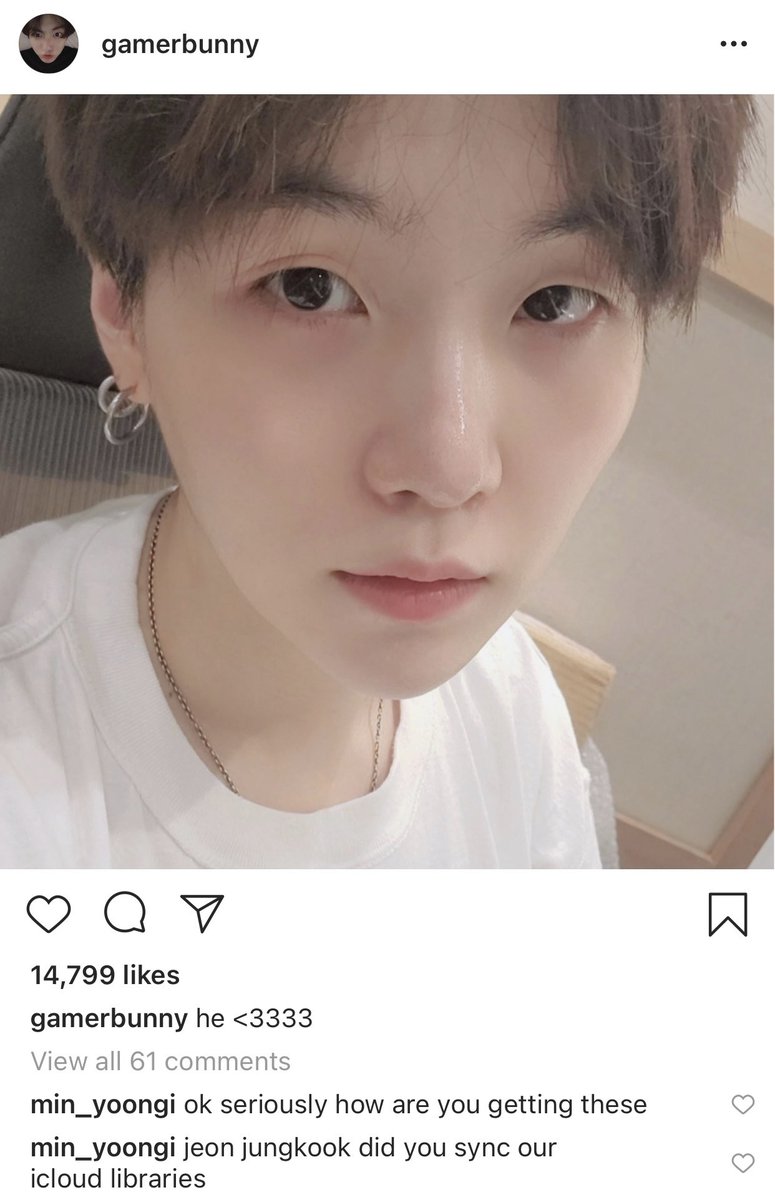 gamerbunny
14,799 likes
gamerbunny he <3333
View all 61 comments
min_yoongi ok seriously how are you getting these
min_yoongi jeon jungkook did you sync our
icloud libraries